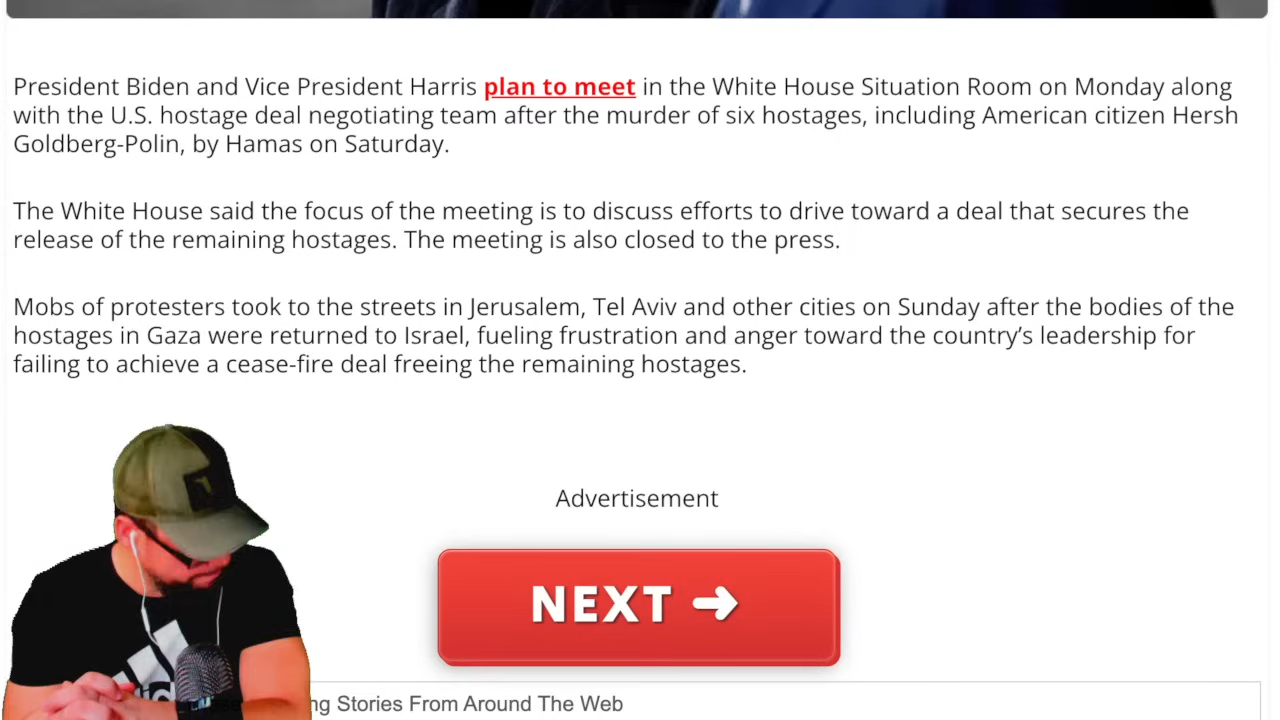 President Biden and Vice President Harris plan to meet in the White House Situation Room on Monday along
with the U.S. hostage deal negotiating team after the murder of six hostages, including American citizen Hersh
Goldberg-Polin, by Hamas on Saturday.
The White House said the focus of the meeting is to discuss efforts to drive toward a deal that secures the
release of the remaining hostages. The meeting is also closed to the press.
Mobs of protesters took to the streets in Jerusalem, Tel Aviv and other cities on Sunday after the bodies of the
hostages in Gaza were returned to Israel, fueling frustration and anger toward the country’s leadership for
failing to achieve a cease-fire deal freeing the remaining hostages.
Advertisement
NEXT ➜
Stories From Around The Web